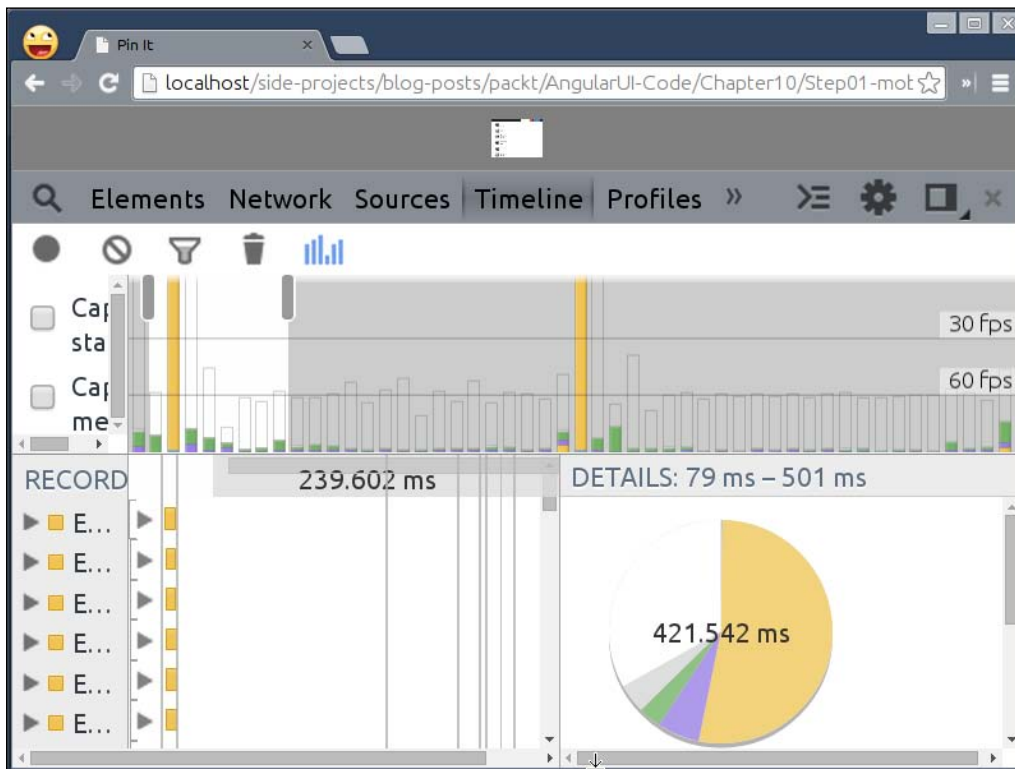 Pin It
localhost/side-projects/blog-posts/packt/AngularUI-Code/Chapter10/Step01-mot
Elements Network Sources Timeline Profiles »
Cap
sta
30 fps
Cap
me
60 fps
RECORD
239.602 ms
DETAILS: 79 ms – 501 ms
E...
E...
E...
E...
E...
E...
421.542 ms